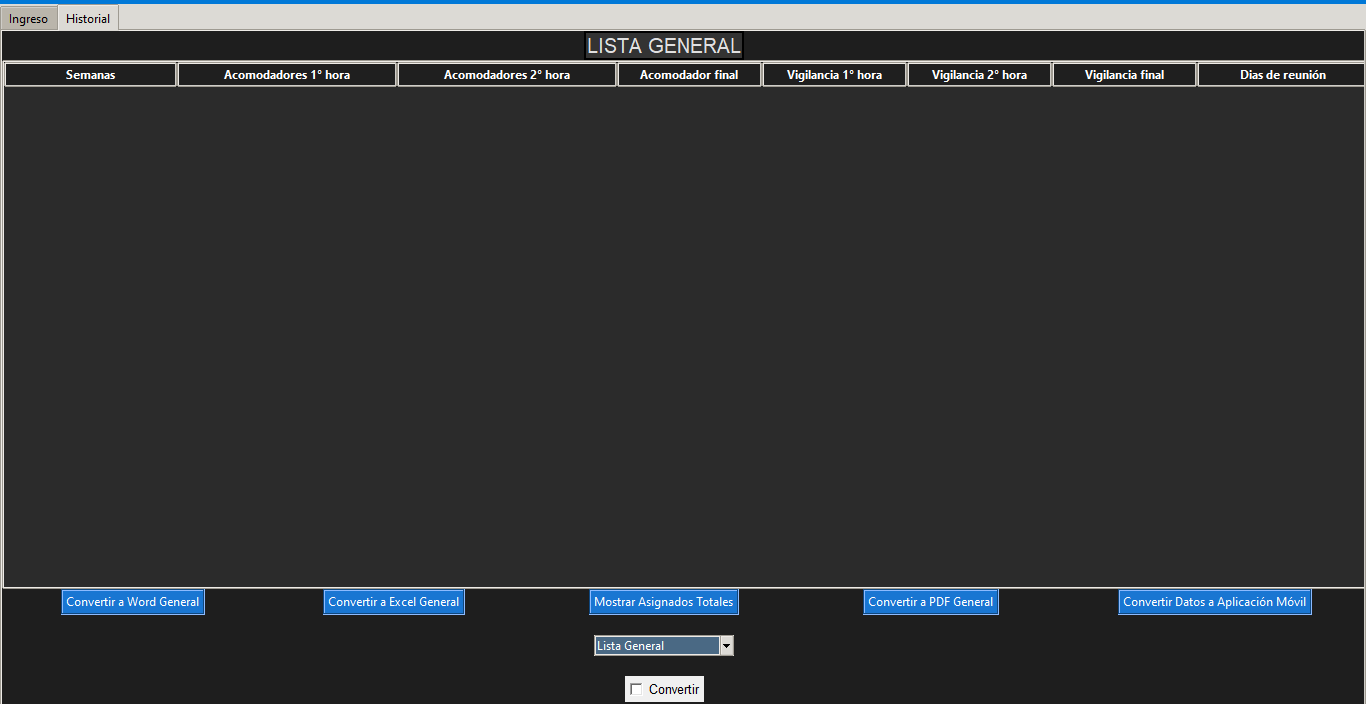 Ingreso Historial
LISTA GENERAL
Semanas Acomodadores 1° hora Acomodadores 2° hora Acomodador final Vigilancia 1° hora Vigilancia 2° hora Vigilancia final Dias de reunión
Convertir a Word General Convertir a Excel General Mostrar Asignados Totales Convertir a PDF General Convertir Datos a Aplicación Móvil
Lista General
Convertir